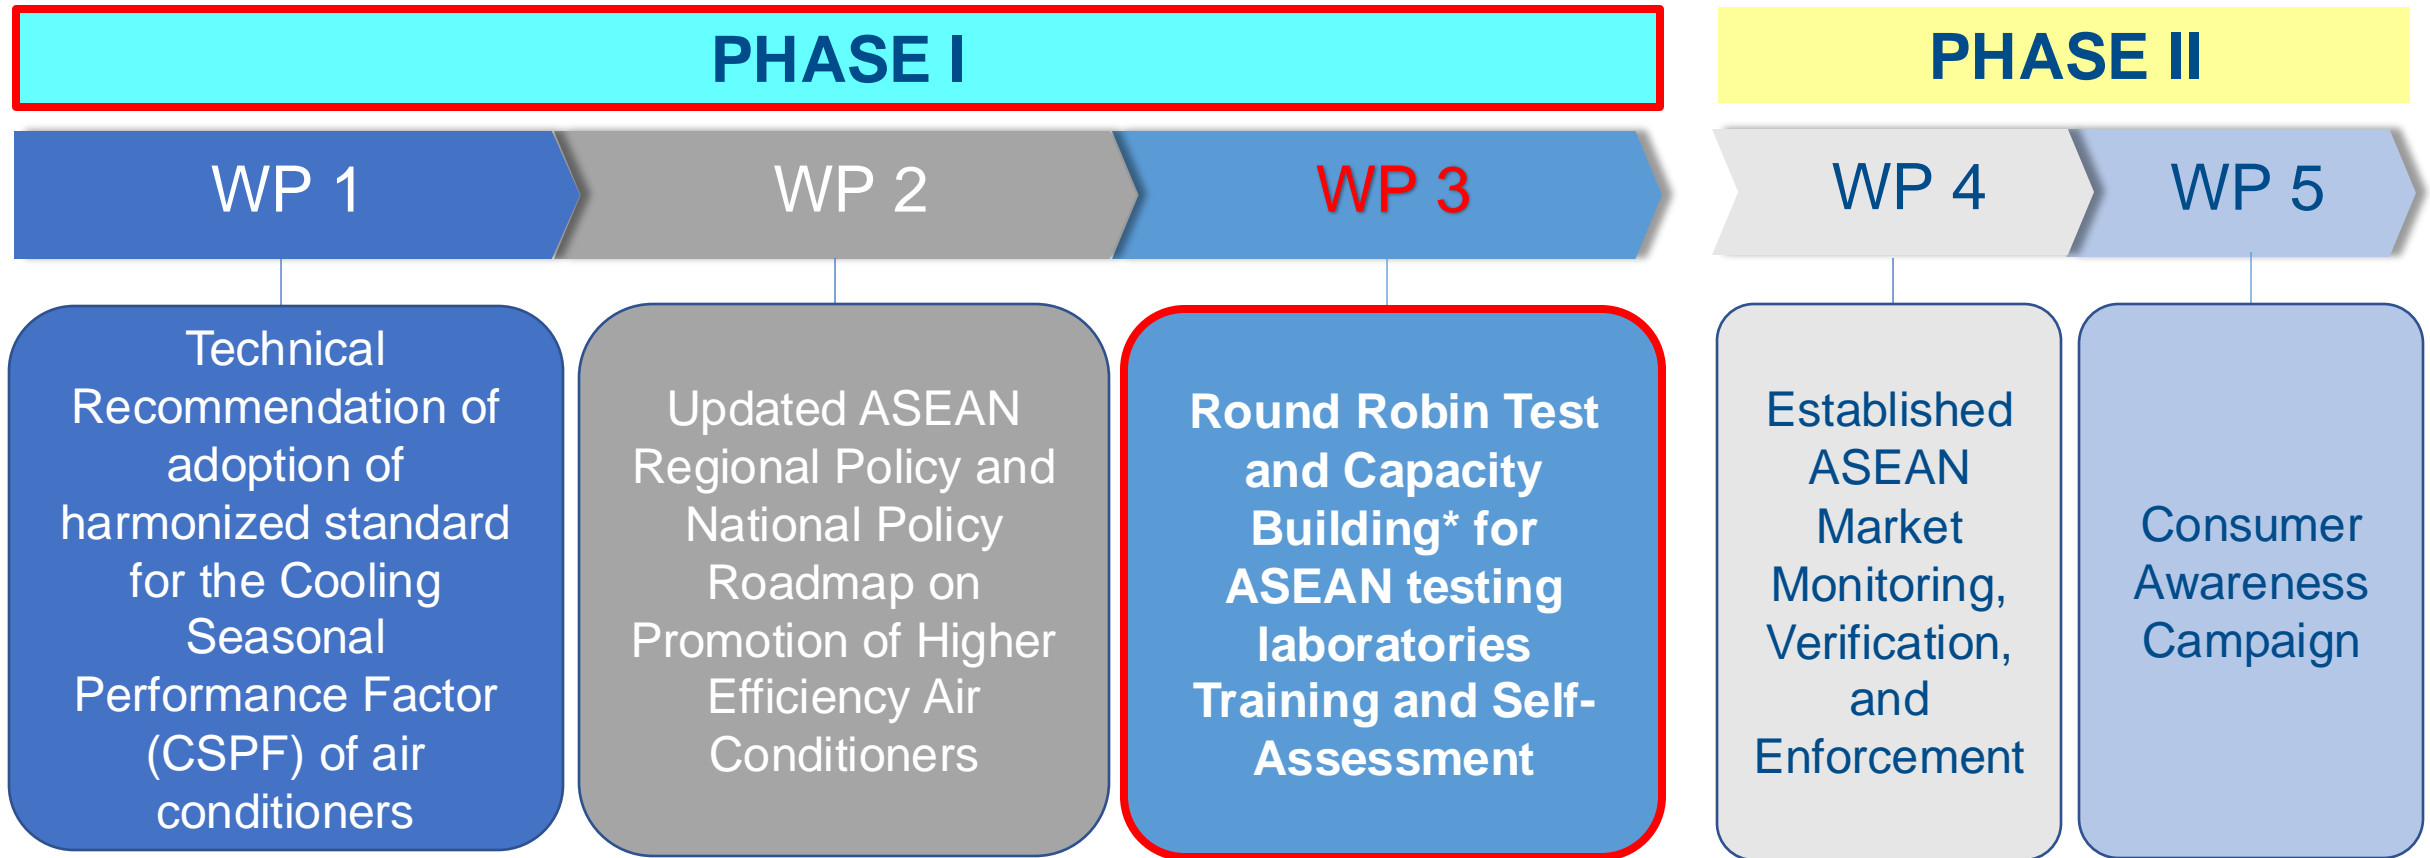 PHASE I
PHASE II
WP 1
WP 2
WP 3
WP 4
WP 5
Technical
Recommendation of
adoption of
harmonized standard
for the Cooling
Seasonal
Performance Factor
(CSPF) of air
conditioners
Updated ASEAN
Regional Policy and
National Policy
Roadmap on
Promotion of Higher
Efficiency Air
Conditioners
Round Robin Test
and Capacity
Building* for
ASEAN testing
laboratories
Training and Self-
Assessment
Established
ASEAN
Market
Monitoring,
Verification,
and
Enforcement
Consumer
Awareness
Campaign